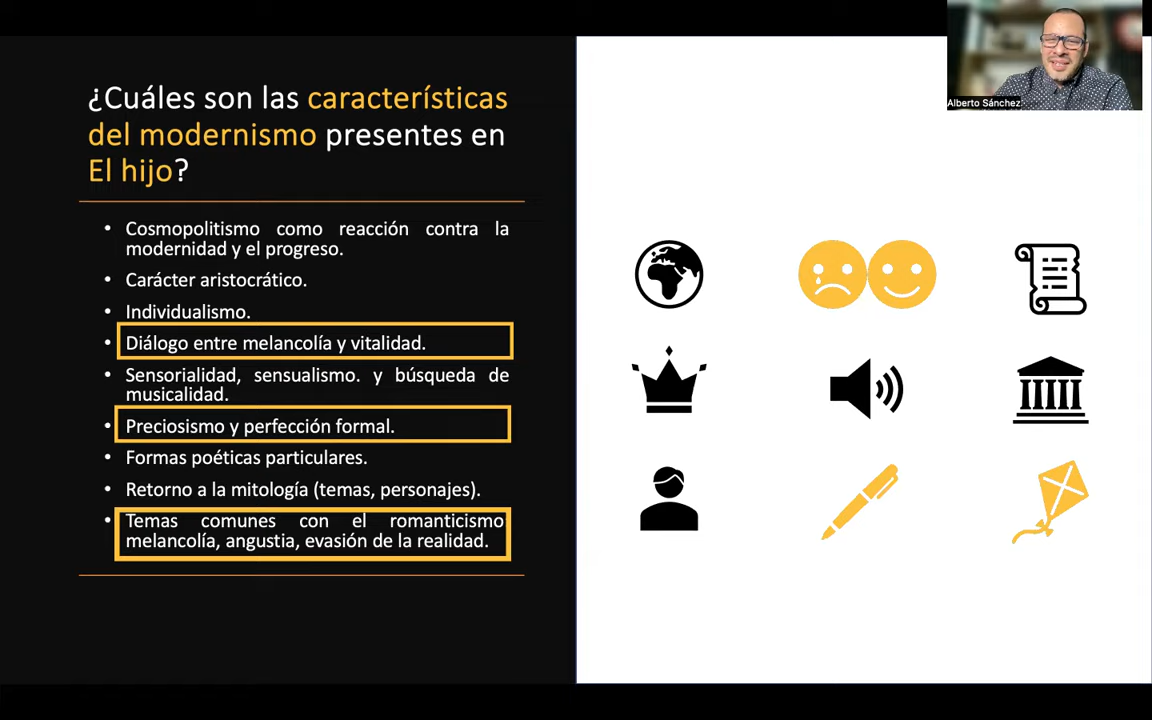 ¿Cuáles son las características
del modernismo presentes en
El hijo?
• Cosmopolitismo como reacción contra la
modernidad y el progreso.
• Carácter aristocrático.
• Individualismo.
• Diálogo entre melancolía y vitalidad.
• Sensorialidad, sensualismo. y búsqueda de
musicalidad.
• Preciosismo y perfección formal.
• Formas poéticas particulares.
• Retorno a la mitología (temas, personajes).
• Temas comunes con el romanticismo
melancolía, angustia, evasión de la realidad.
Alberto Sánchez